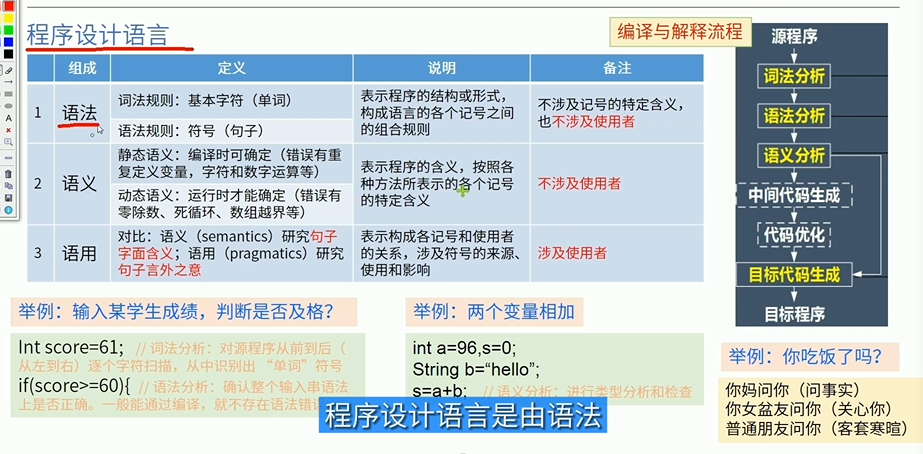 程序设计语言
编译与解释流程
组成 定义 说明 备注
1 语法
词法规则：基本字符（单词）
语法规则：符号（句子）
表示程序的结构或形式，
构成语言的各个记号之间
的组合规则
不涉及记号的特定含义，
也不涉及使用者
2 语义
静态语义：编译时可确定（错误有重
复定义变量，字符和数字运算等）
动态语义：运行时才能确定（错误有
零除数、死循环、数组越界等）
表示程序的含义，按照各
种方法所表示的各个记号
的特定含义
不涉及使用者
3 语用
对比：语义（semantics）研究句子
字面含义；语用（pragmatics）研究
句子言外之意
表示构成各记号和使用者
的关系，涉及符号的来源、
使用和影响
涉及使用者
源程序
词法分析
语法分析
语义分析
中间代码生成
代码优化
目标代码生成
目标程序
举例：输入某学生成绩，判断是否及格？
Int score=61; // 词法分析：对源程序从前到后（
从左到右）逐个字符扫描，从中识别出 “单词”符号
if(score>=60){ // 语法分析：确认整个输入串语法
上是否正确。一般能通过编译，就不存在语法错
举例：两个变量相加
int a=96,s=0;
String b=“hello”;
s=a+b; // 语义分析：进行类型分析和检查
举例：你吃饭了吗？
你妈问你（问事实）
你女盆友问你（关心你）
普通朋友问你（客套寒暄）
程序设计语言是由语法
A